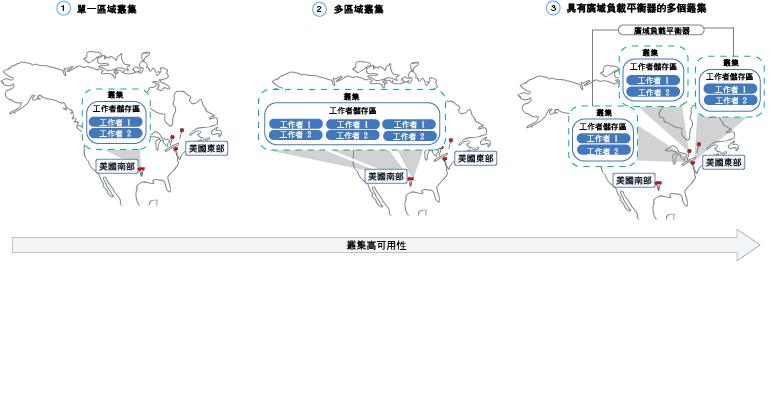 1 單一區域叢集
叢集
工作者儲存區
工作者 1
工作者 2
美國南部
美國東部
2 多區域叢集
叢集
工作者儲存區
工作者 1 工作者 1 工作者 1
工作者 2 工作者 2 工作者 2
美國南部
美國東部
3 具有廣域負載平衡器的多個叢集
廣域負載平衡器
叢集
工作者儲存區
工作者 1
工作者 2
叢集
工作者儲存區
工作者 1
工作者 2
叢集
工作者儲存區
工作者 1
工作者 2
美國南部
美國東部
叢集高可用性